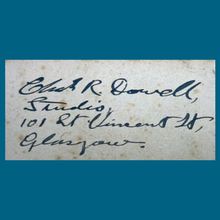 Chas R. Dowell,
Studio,
101 St Vincent St,
Glasgow.